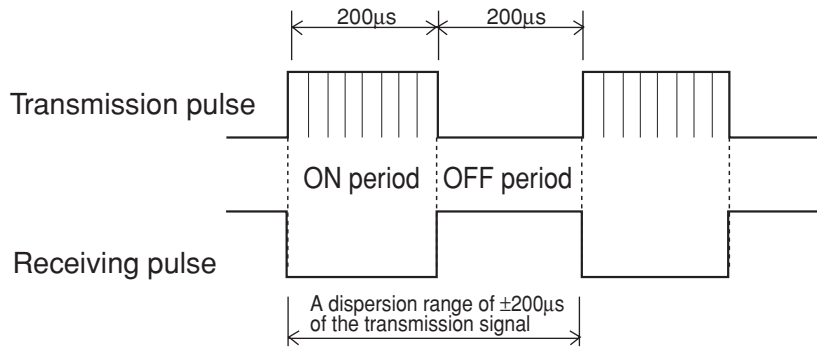 200μs 200μs
Transmission pulse
ON period OFF period
Receiving pulse
A dispersion range of ±200μs
of the transmission signal